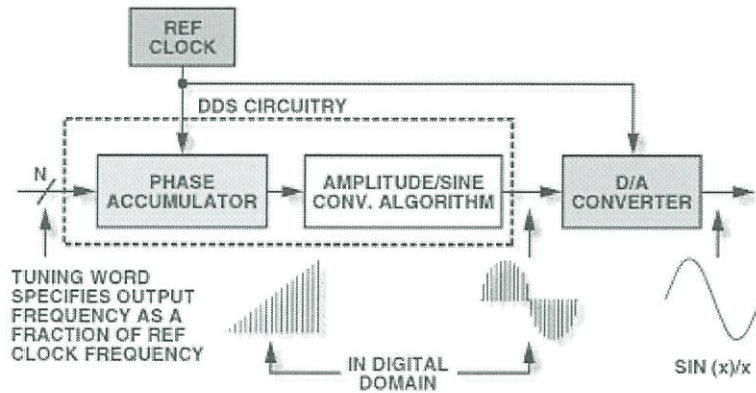 REF
CLOCK
DDS CIRCUITRY
N
PHASE
ACCUMULATOR
AMPLITUDE/SINE
CONV. ALGORITHM
D/A
CONVERTER
TUNING WORD
SPECIFIES OUTPUT
FREQUENCY AS A
FRACTION OF REF
CLOCK FREQUENCY
IN DIGITAL
DOMAIN
SIN (x)/x